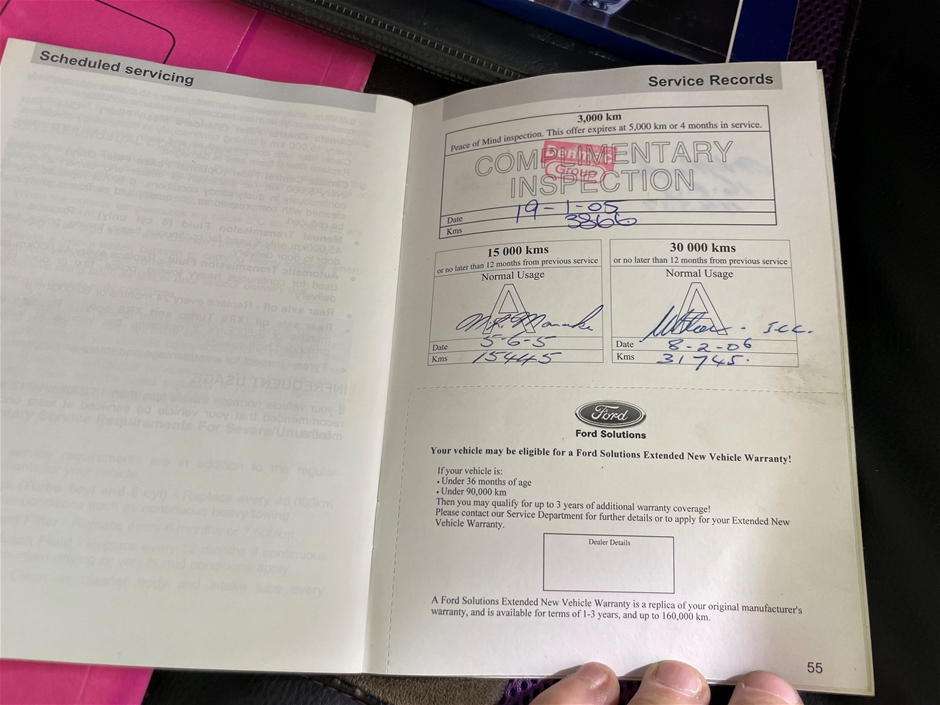 Scheduled servicing
Service Records
3,000 km
Peace of Mind inspection. This offer expires at 5,000 km or 4 months in service.
COMPLIMENTARY
INSPECTION
Group
Date 19-1-05
Kms 3866
15 000 kms
or no later than 12 months from previous service
Normal Usage
A
Date 5-6-5
Kms 15445
30 000 kms
or no later than 12 months from previous service
Normal Usage
A
Date 8-2-06
Kms 31745.
Ford
Ford Solutions
Your vehicle may be eligible for a Ford Solutions Extended New Vehicle Warranty!
If your vehicle is:
• Under 36 months of age
• Under 90,000 km
Then you may qualify for up to 3 years of additional warranty coverage!
Please contact our Service Department for further details or to apply for your Extended New
Vehicle Warranty.
Dealer Details
A Ford Solutions Extended New Vehicle Warranty is a replica of your original manufacturer's
warranty, and is available for terms of 1-3 years, and up to 160,000 km.
55